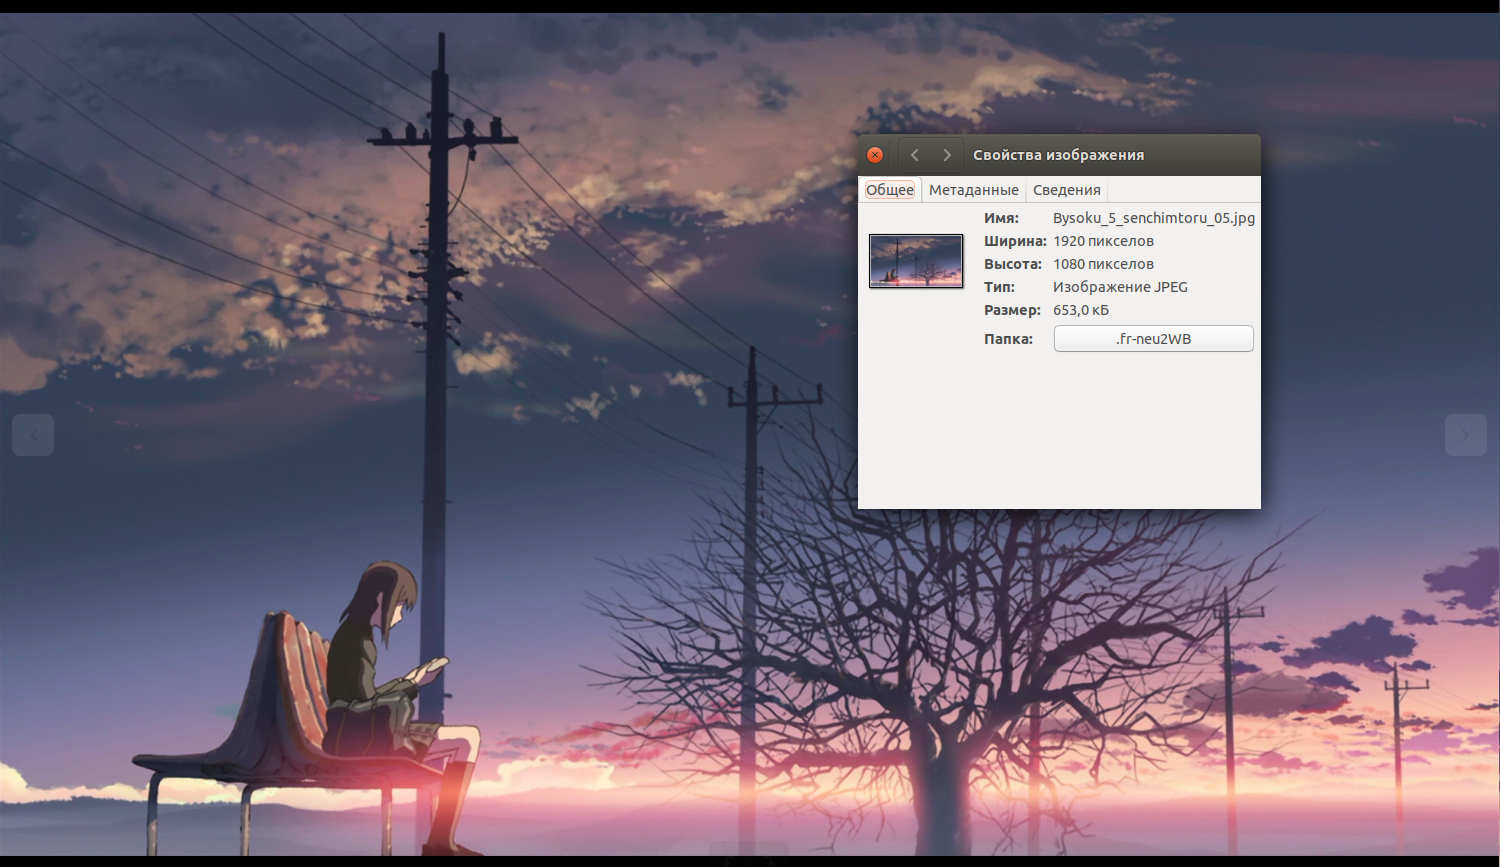 Свойства изображения
Общее Метаданные Сведения
Имя: Bysoku_5_senchimtoru_05.jpg
Ширина: 1920 пикселов
Высота: 1080 пикселов
Тип: Изображение JPEG
Размер: 653,0 кБ
Папка: .fr-neu2WB